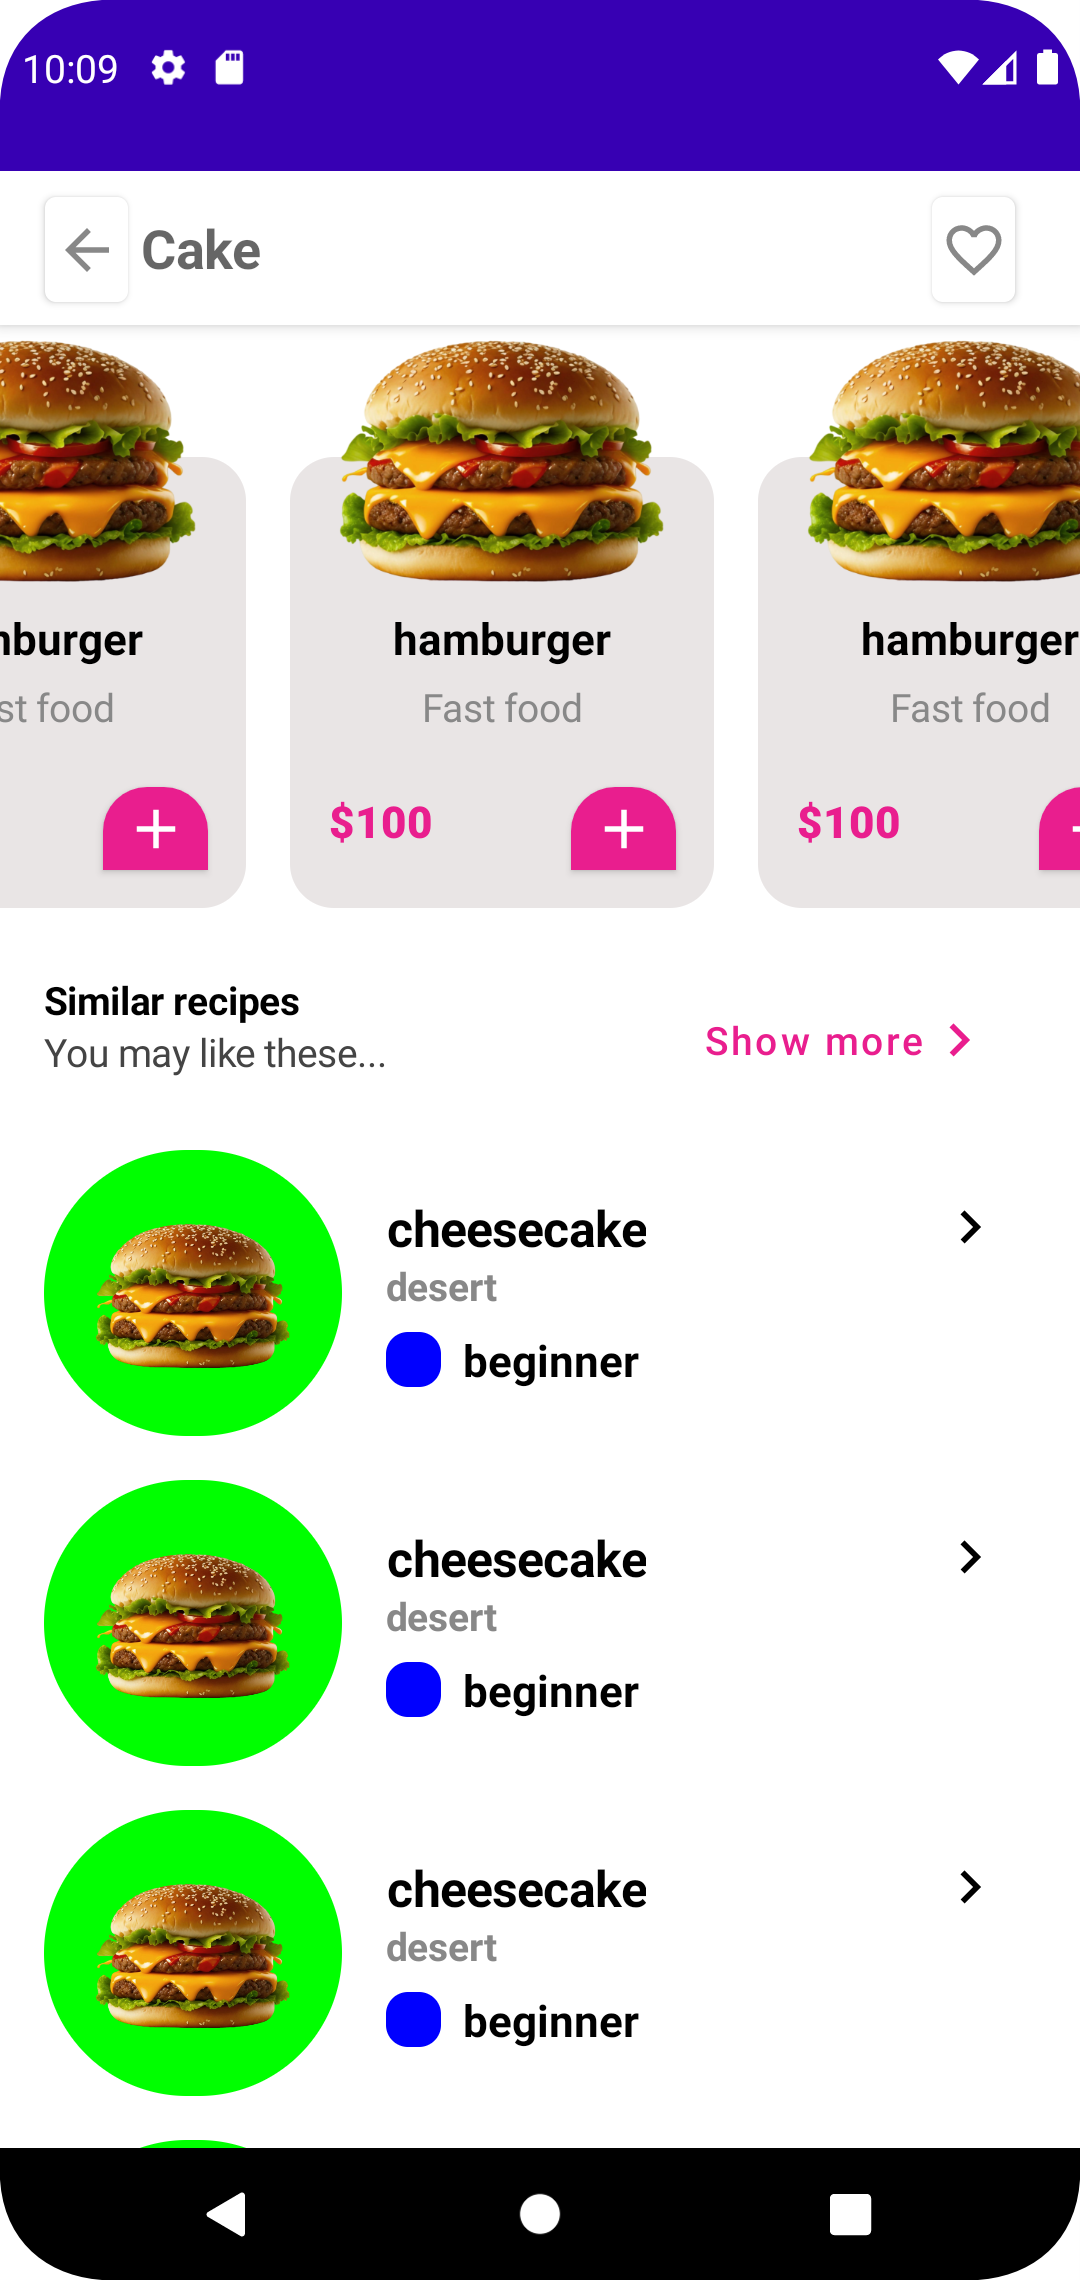 10:09
Cake
nburger hamburger hamburger
st food Fast food Fast food
$100 $100
Similar recipes
You may like these...
Show more
cheesecake
desert
beginner
cheesecake
desert
beginner
cheesecake
desert
beginner